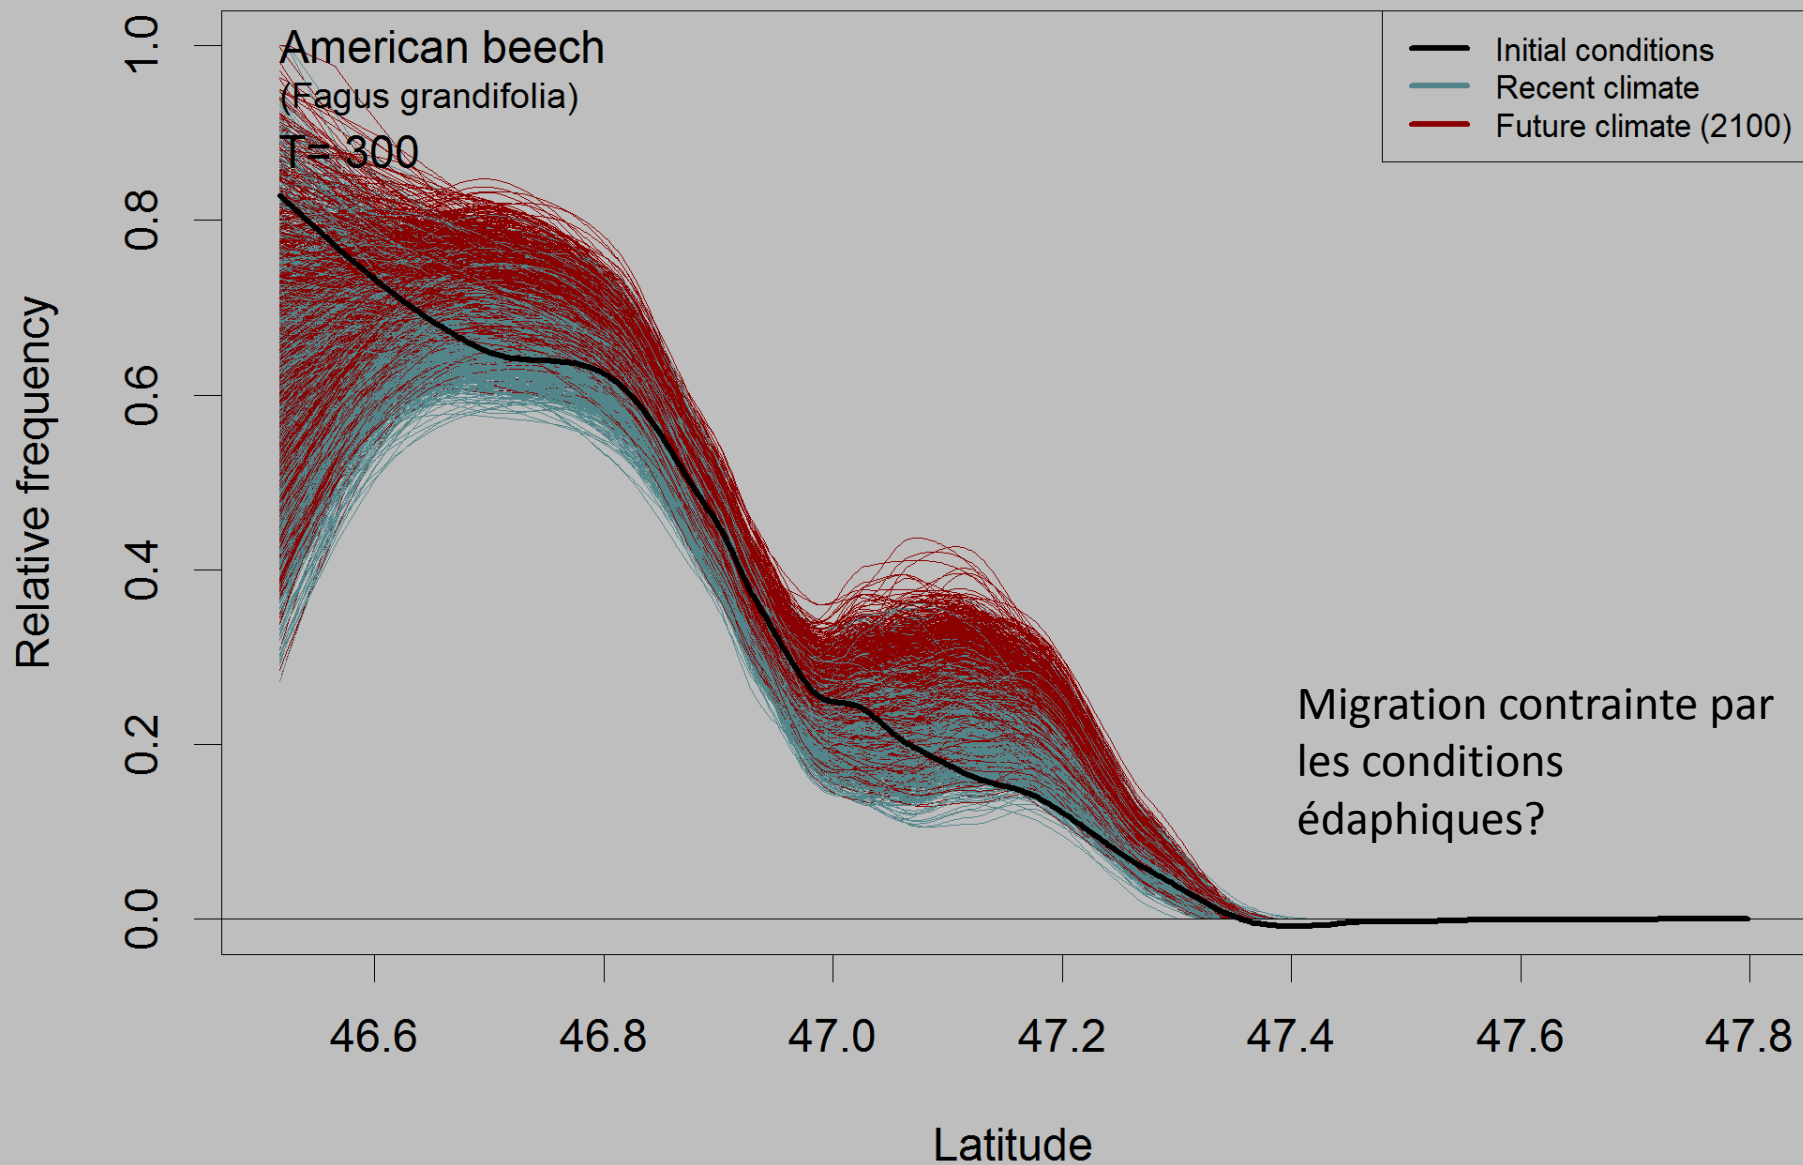 American beech
(Fagus grandifolia)
T= 300
Initial conditions
Recent climate
Future climate (2100)
Relative frequency
1.0
0.8
0.6
0.4
0.2
0.0
Migration contrainte par
les conditions
édaphiques?
46.6 46.8 47.0 47.2 47.4 47.6 47.8
Latitude